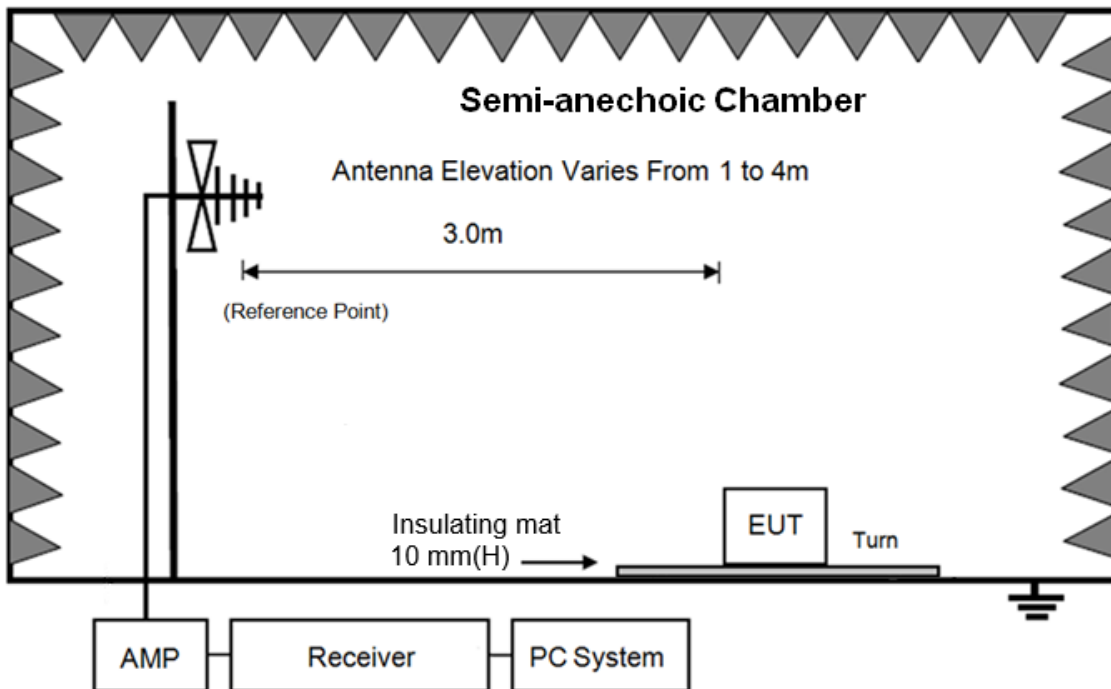 Semi-anechoic Chamber
Antenna Elevation Varies From 1 to 4m
3.0m
(Reference Point)
Insulating mat
10 mm(H)
EUT
Turn
AMP
Receiver
PC System